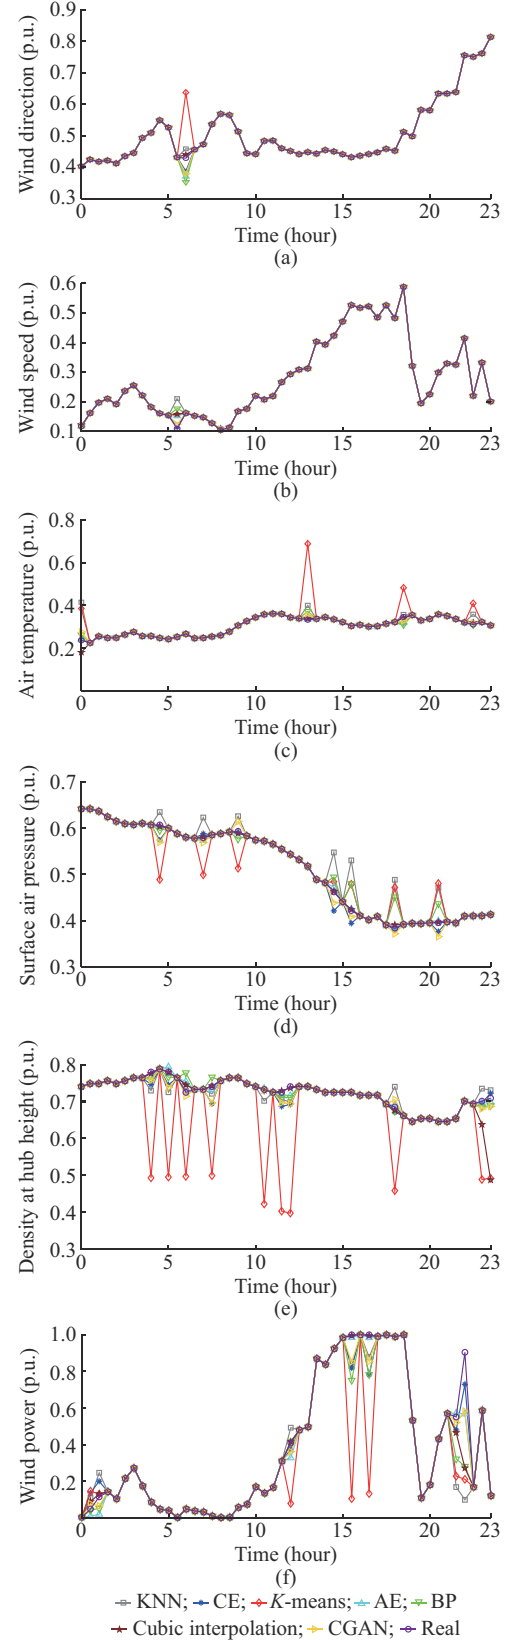 0.9
0.8
0.7
0.6
0.5
0.4
0.3
Wind direction (p.u.)
0 5 10 15 20 23
Time (hour)
(a)
0.6
0.5
0.4
0.3
0.2
0.1
Wind speed (p.u.)
0 5 10 15 20 23
Time (hour)
(b)
0.8
0.6
0.4
0.2
Air temperature (p.u.)
0 5 10 15 20 23
Time (hour)
(c)
0.7
0.6
0.5
0.4
0.3
Surface air pressure (p.u.)
0 5 10 15 20 23
Time (hour)
(d)
0.8
0.7
0.6
0.5
0.4
0.3
Density at hub height (p.u.)
0 5 10 15 20 23
Time (hour)
(e)
1.0
0.8
0.6
0.4
0.2
Wind power (p.u.)
0 5 10 15 20 23
Time (hour)
(f)
KNN; CE; K-means; AE; BP
Cubic interpolation; CGAN; Real